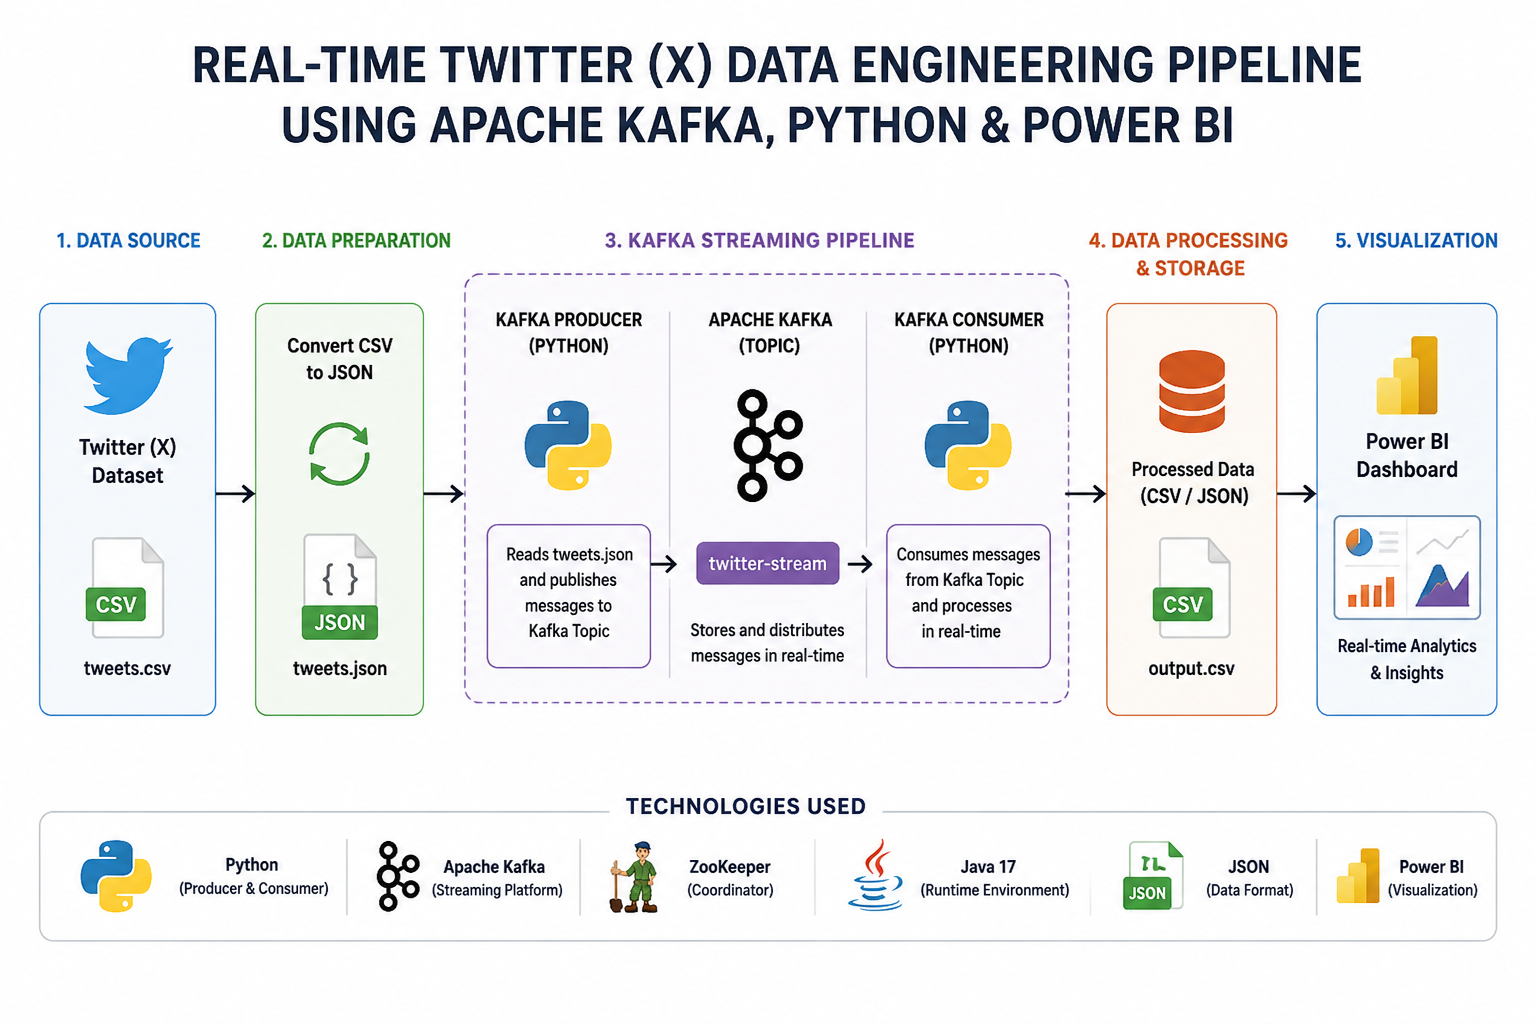 REAL-TIME TWITTER (X) DATA ENGINEERING PIPELINE
USING APACHE KAFKA, PYTHON & POWER BI
1. DATA SOURCE
Twitter (X)
Dataset
CSV
tweets.csv
2. DATA PREPARATION
Convert CSV
to JSON
{ }
JSON
tweets.json
3. KAFKA STREAMING PIPELINE
KAFKA PRODUCER
(PYTHON)
Reads tweets.json
and publishes
messages to
Kafka Topic
APACHE KAFKA
(TOPIC)
twitter-stream
Stores and distributes
messages in real-time
KAFKA CONSUMER
(PYTHON)
Consumes messages
from Kafka Topic
and processes
in real-time
4. DATA PROCESSING
& STORAGE
Processed Data
(CSV / JSON)
CSV
output.csv
5. VISUALIZATION
Power BI
Dashboard
Real-time Analytics
& Insights
TECHNOLOGIES USED
Python
(Producer & Consumer)
Apache Kafka
(Streaming Platform)
ZooKeeper
(Coordinator)
Java 17
(Runtime Environment)
JSON
JSON
(Data Format)
Power BI
(Visualization)